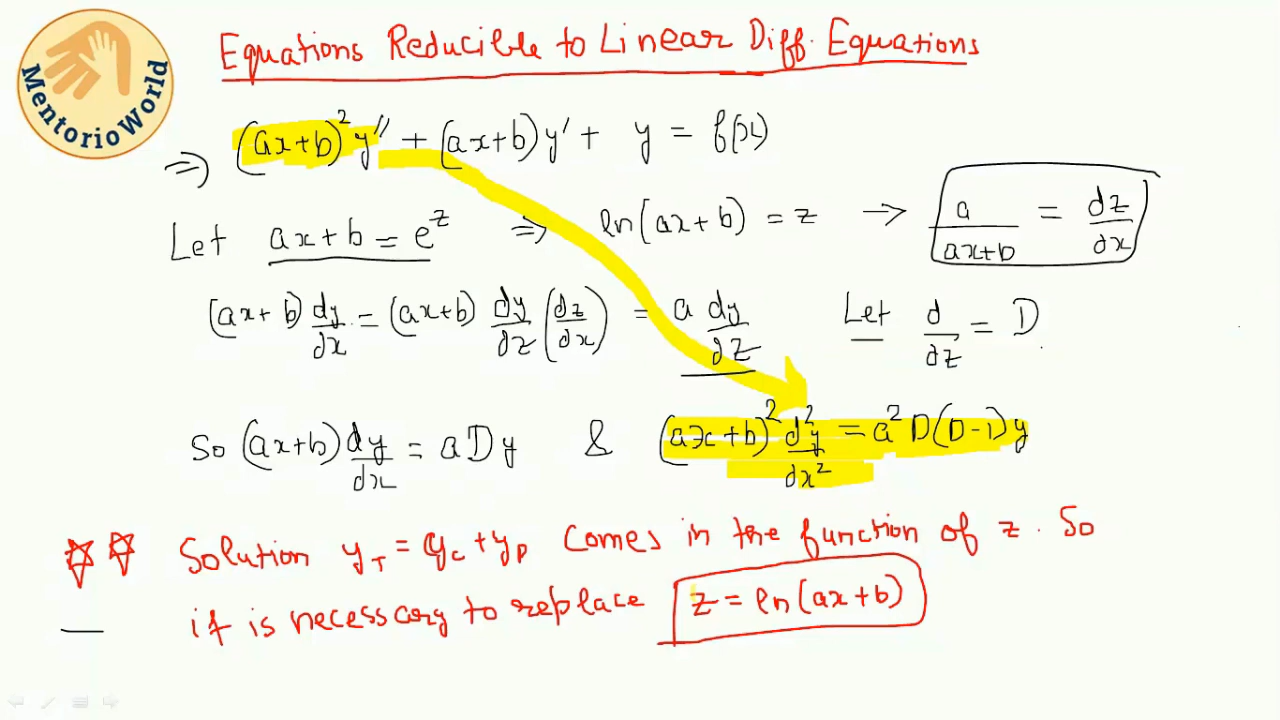 MentorioWorld
Equations Reducible to Linear Diff. Equations
⇒ (ax+b)² y'' + (ax+b) y' + y = f(x)
Let ax+b = e^z ⇒ ln(ax+b) = z → a/(ax+b) = dz/dx
(ax+b) dy/dx = (ax+b) dy/dz (dz/dx) = a dy/dz Let d/dz = D
So (ax+b) dy/dx = a D y & (ax+b)² d²y/dx² = a² D(D-1) y
Solution y_T = y_c + y_p comes in the function of z. So
it is necessary to replace z = ln(ax+b)